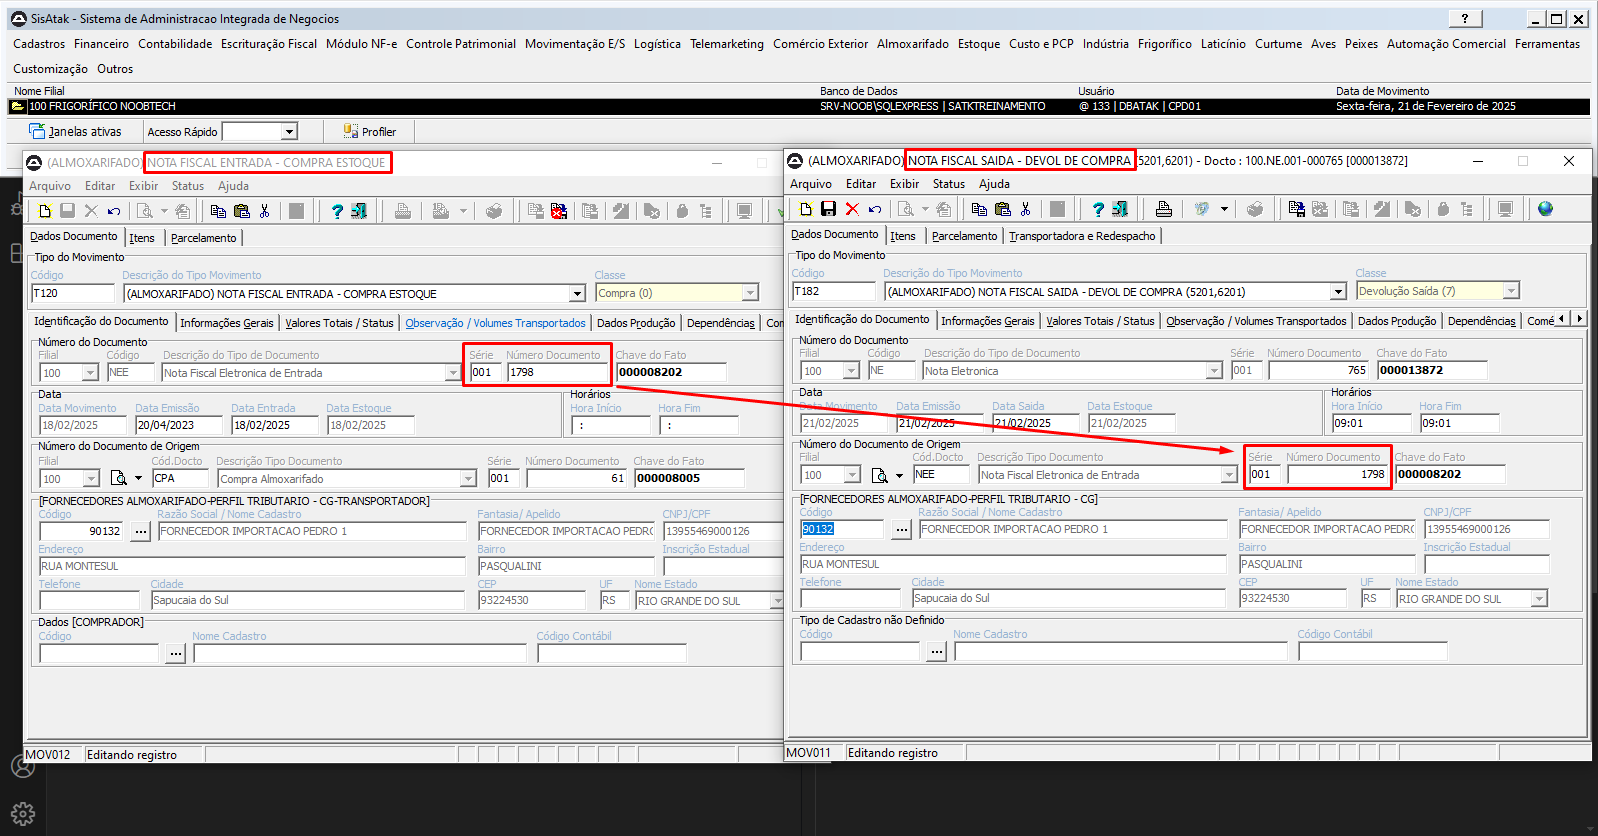 SisAtak - Sistema de Administracao Integrada de Negocios
Cadastros Financeiro Contabilidade Escrituração Fiscal Módulo NF-e Controle Patrimonial Movimentação E/S Logística Telemarketing Comércio Exterior Almoxarifado Estoque Custo e PCP Indústria Frigorífico Laticínio Curtume Aves Peixes Automação Comercial Ferramentas
Customização Outros
Nome Filial Banco de Dados Usuário Data de Movimento
100 FRIGORÍFICO NOOBTECH SRV-NOOB\SQLEXPRESS | SATKTREINAMENTO @ 133 | DBATAK | CPD01 Sexta-feira, 21 de Fevereiro de 2025
Janelas ativas Acesso Rápido Profiler
(ALMOXARIFADO) NOTA FISCAL ENTRADA - COMPRA ESTOQUE
Arquivo Editar Exibir Status Ajuda
Dados Documento Itens Parcelamento
Tipo do Movimento
Código Descrição do Tipo Movimento Classe
T120 (ALMOXARIFADO) NOTA FISCAL ENTRADA - COMPRA ESTOQUE Compra (0)
Identificação do Documento Informações Gerais Valores Totais / Status Observação / Volumes Transportados Dados Produção Dependências Con
Número do Documento
Filial Código Descrição do Tipo de Documento Série Número Documento Chave do Fato
100 NEE Nota Fiscal Eletronica de Entrada 001 1798 000008202
Data Horários
Data Movimento Data Emissão Data Entrada Data Estoque Hora Início Hora Fim
18/02/2025 20/04/2023 18/02/2025 18/02/2025 : :
Número do Documento de Origem
Filial Cód.Docto Descrição Tipo Documento Série Número Documento Chave do Fato
100 CPA Compra Almoxarifado 001 61 000008005
[FORNECEDORES ALMOXARIFADO-PERFIL TRIBUTARIO - CG-TRANSPORTADOR]
Código Razão Social / Nome Cadastro Fantasia/ Apelido CNPJ/CPF
90132 ... FORNECEDOR IMPORTACAO PEDRO 1 FORNECEDOR IMPORTACAO PEDR 13955469000126
Endereço Bairro Inscrição Estadual
RUA MONTESUL PASQUALINI
Telefone Cidade CEP UF Nome Estado
Sapucaia do Sul 93224530 RS RIO GRANDE DO SUL
Dados [COMPRADOR]
Código Nome Cadastro Código Contábil
...
MOV012 Editando registro
(ALMOXARIFADO) NOTA FISCAL SAIDA - DEVOL DE COMPRA (5201,6201) - Docto : 100.NE.001-000765 [000013872]
Arquivo Editar Exibir Status Ajuda
Dados Documento Itens Parcelamento Transportadora e Redespacho
Tipo do Movimento
Código Descrição do Tipo Movimento Classe
T182 (ALMOXARIFADO) NOTA FISCAL SAIDA - DEVOL DE COMPRA (5201,6201) Devolução Saída (7)
Identificação do Documento Informações Gerais Valores Totais / Status Observação / Volumes Transportados Dados Produção Dependências Comé
Número do Documento
Filial Código Descrição do Tipo de Documento Série Número Documento Chave do Fato
100 NE Nota Eletronica 001 765 000013872
Data Horários
Data Movimento Data Emissão Data Saida Data Estoque Hora Início Hora Fim
21/02/2025 21/02/2025 21/02/2025 21/02/2025 09:01 09:01
Número do Documento de Origem
Filial Cód.Docto Descrição Tipo Documento Série Número Documento Chave do Fato
100 NEE Nota Fiscal Eletronica de Entrada 001 1798 000008202
[FORNECEDORES ALMOXARIFADO-PERFIL TRIBUTARIO - CG]
Código Razão Social / Nome Cadastro Fantasia/ Apelido CNPJ/CPF
90132 ... FORNECEDOR IMPORTACAO PEDRO 1 FORNECEDOR IMPORTACAO PEDR 13955469000126
Endereço Bairro Inscrição Estadual
RUA MONTESUL PASQUALINI
Telefone Cidade CEP UF Nome Estado
Sapucaia do Sul 93224530 RS RIO GRANDE DO SUL
Tipo de Cadastro não Definido
Código Nome Cadastro Código Contábil
...
MOV011 Editando registro